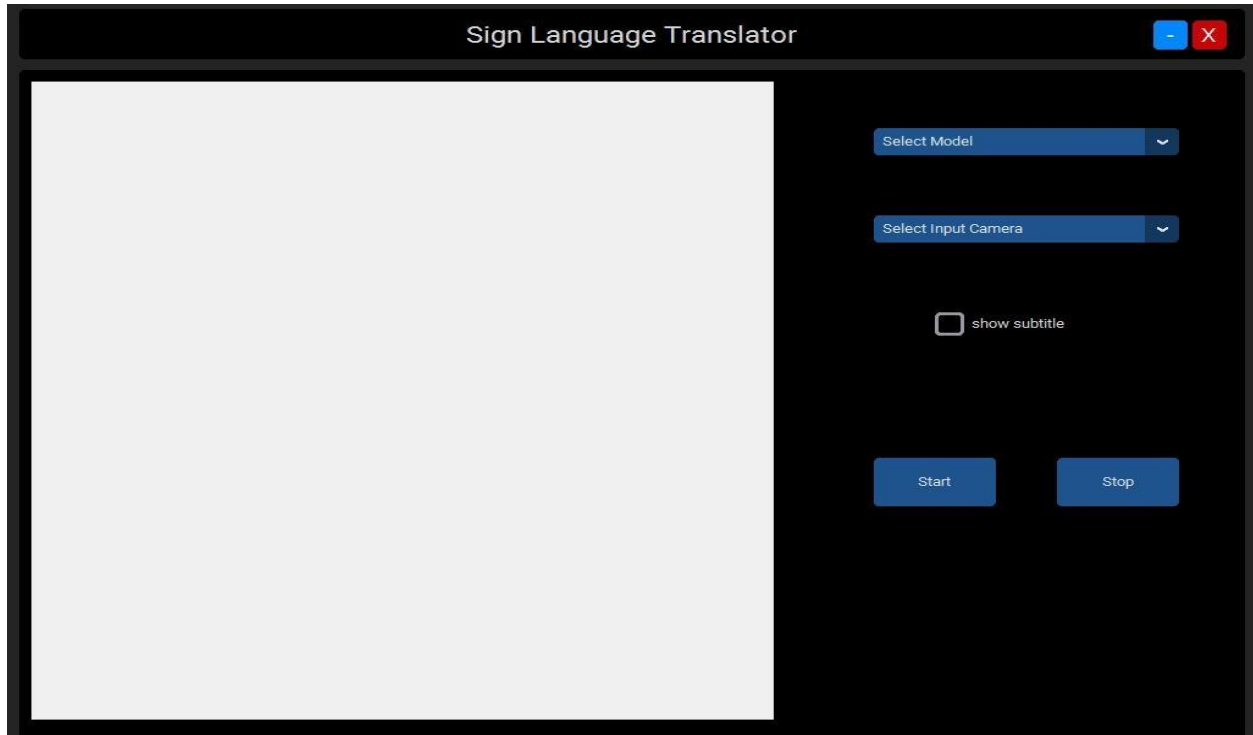 Sign Language Translator
- X
Select Model
Select Input Camera
show subtitle
Start Stop